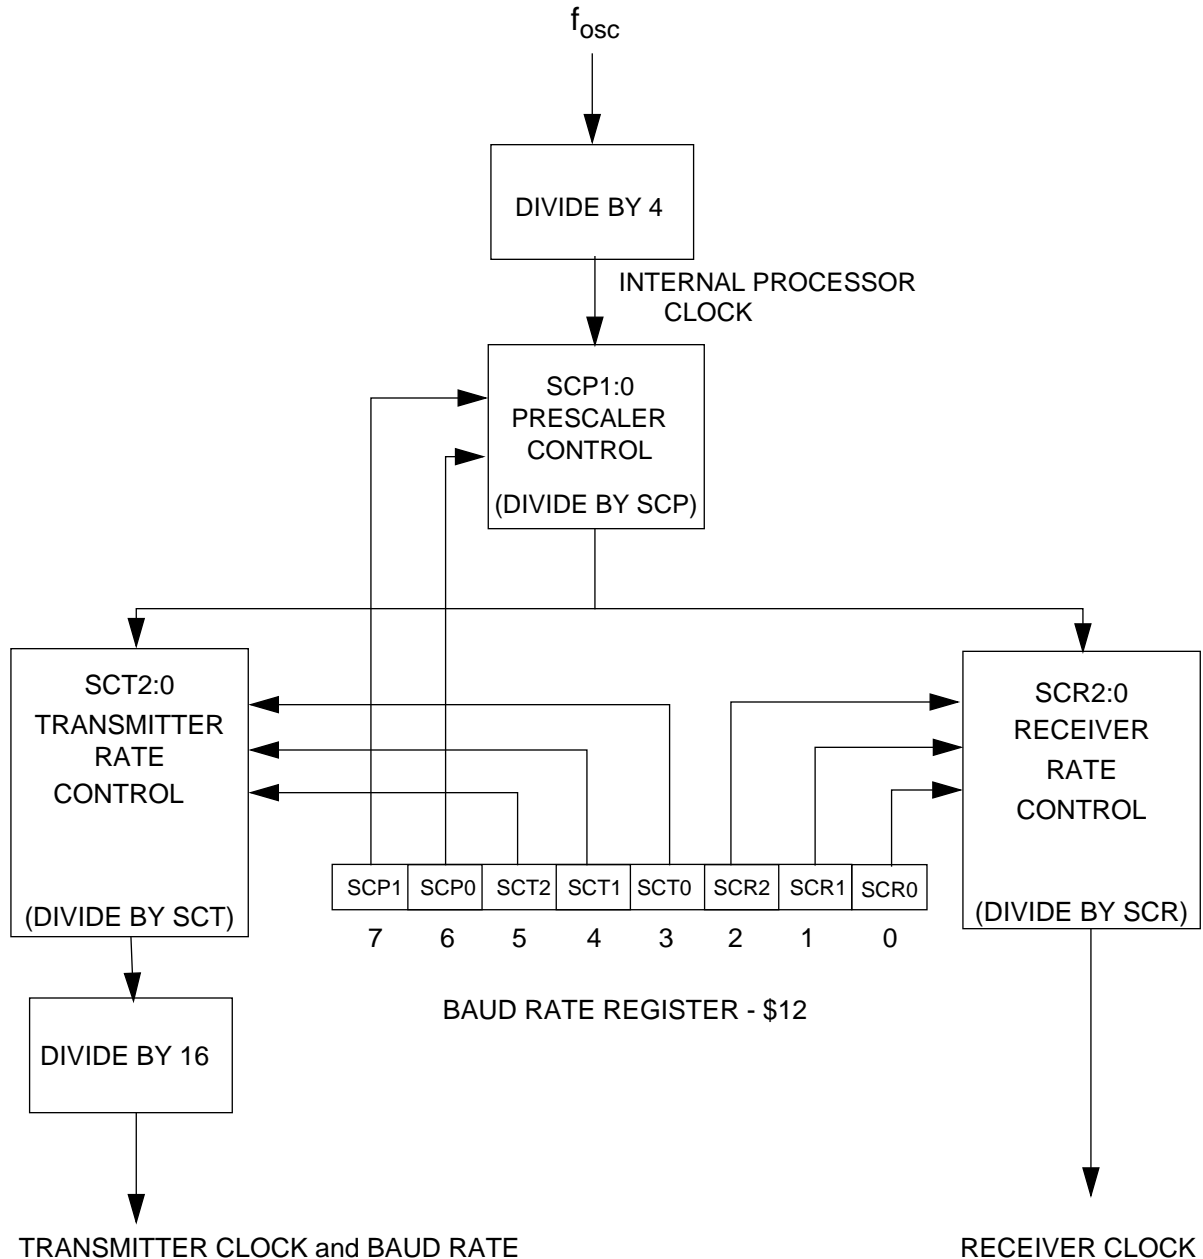 fosc
DIVIDE BY 4
INTERNAL PROCESSOR
CLOCK
SCP1:0
PRESCALER
CONTROL
(DIVIDE BY SCP)
SCT2:0
TRANSMITTER
RATE
CONTROL
(DIVIDE BY SCT)
SCR2:0
RECEIVER
RATE
CONTROL
(DIVIDE BY SCR)
SCP1 SCP0 SCT2 SCT1 SCT0 SCR2 SCR1 SCR0
7 6 5 4 3 2 1 0
BAUD RATE REGISTER - $12
DIVIDE BY 16
TRANSMITTER CLOCK and BAUD RATE
RECEIVER CLOCK